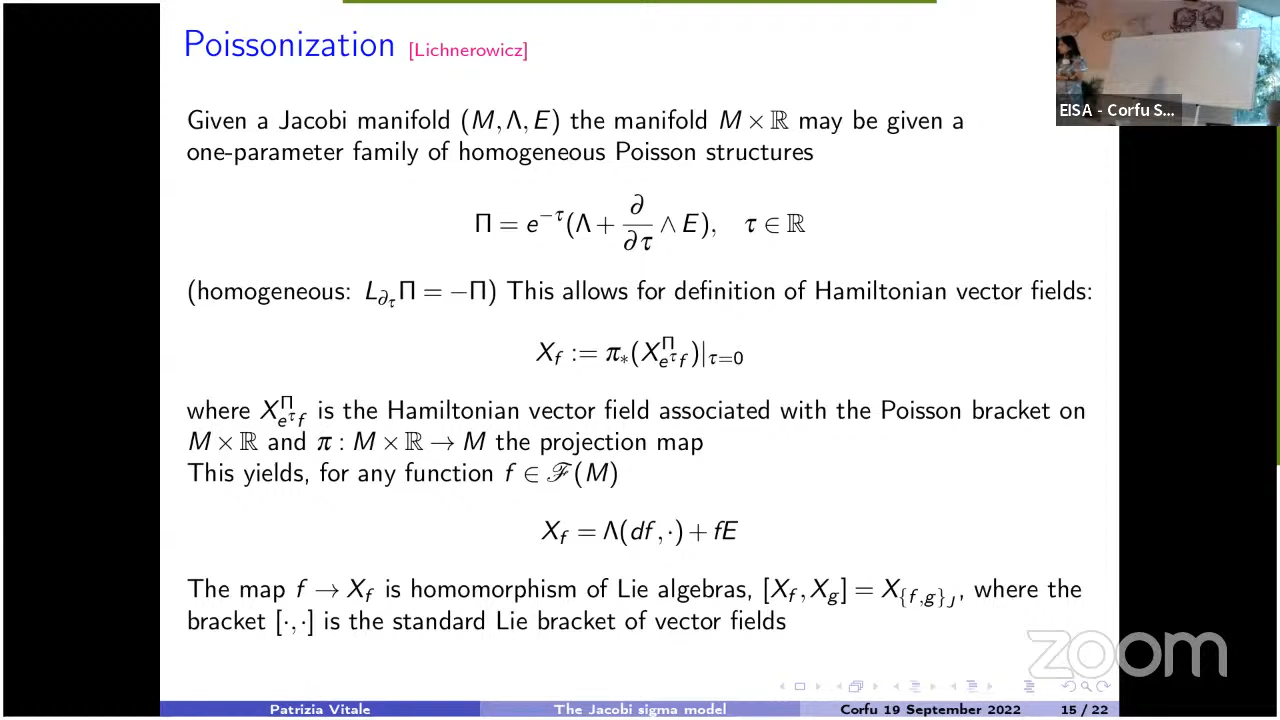 Poissonization [Lichnerowicz]
EISA - Corfu S...
Given a Jacobi manifold (M, Λ, E) the manifold M × ℝ may be given a
one-parameter family of homogeneous Poisson structures
Π = e^{−τ}(Λ + ∂/∂τ ∧ E), τ ∈ ℝ
(homogeneous: L_{∂_τ}Π = −Π) This allows for definition of Hamiltonian vector fields:
X_f := π_*(X^Π_{e^τ f})|_{τ=0}
where X^Π_{e^τ f} is the Hamiltonian vector field associated with the Poisson bracket on
M × ℝ and π : M × ℝ → M the projection map
This yields, for any function f ∈ ℱ(M)
X_f = Λ(df, ·) + fE
The map f → X_f is homomorphism of Lie algebras, [X_f, X_g] = X_{{f,g}_J}, where the
bracket [·, ·] is the standard Lie bracket of vector fields
zoom
Patrizia Vitale The Jacobi sigma model Corfu 19 September 2022 15 / 22